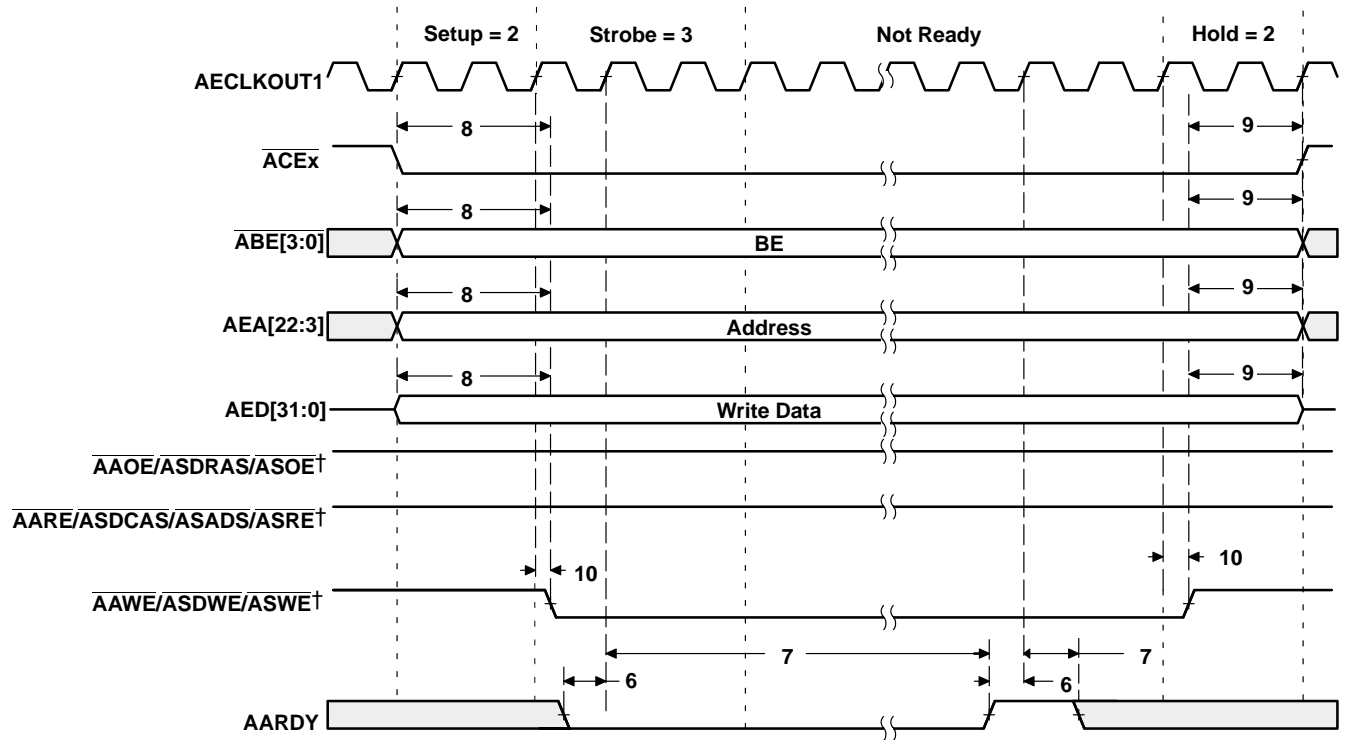 Setup = 2 Strobe = 3 Not Ready Hold = 2
AECLKOUT1
8 9
ACEx
8 9
ABE[3:0] BE
8 9
AEA[22:3] Address
8 9
AED[31:0] Write Data
AAOE/ASDRAS/ASOE†
AARE/ASDCAS/ASADS/ASRE†
10 10
AAWE/ASDWE/ASWE†
7 7
6 6
AARDY